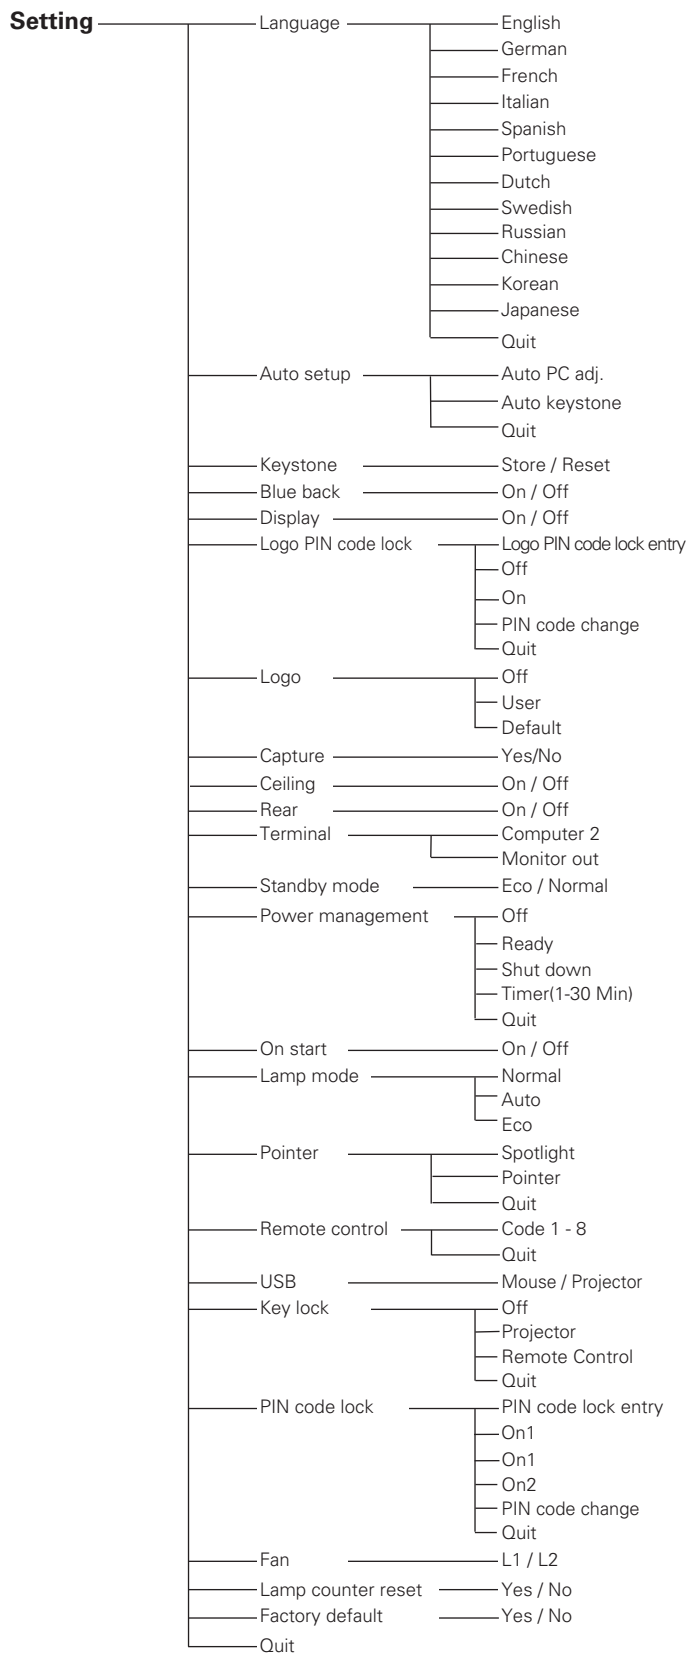 Setting Language English
German
French
Italian
Spanish
Portuguese
Dutch
Swedish
Russian
Chinese
Korean
Japanese
Quit
Auto setup Auto PC adj.
Auto keystone
Quit
Keystone Store / Reset
Blue back On / Off
Display On / Off
Logo PIN code lock Logo PIN code lock entry
Off
On
PIN code change
Quit
Logo Off
User
Default
Capture Yes/No
Ceiling On / Off
Rear On / Off
Terminal Computer 2
Monitor out
Standby mode Eco / Normal
Power management Off
Ready
Shut down
Timer(1-30 Min)
Quit
On start On / Off
Lamp mode Normal
Auto
Eco
Pointer Spotlight
Pointer
Quit
Remote control Code 1 - 8
Quit
USB Mouse / Projector
Key lock Off
Projector
Remote Control
Quit
PIN code lock PIN code lock entry
On1
On1
On2
PIN code change
Quit
Fan L1 / L2
Lamp counter reset Yes / No
Factory default Yes / No
Quit